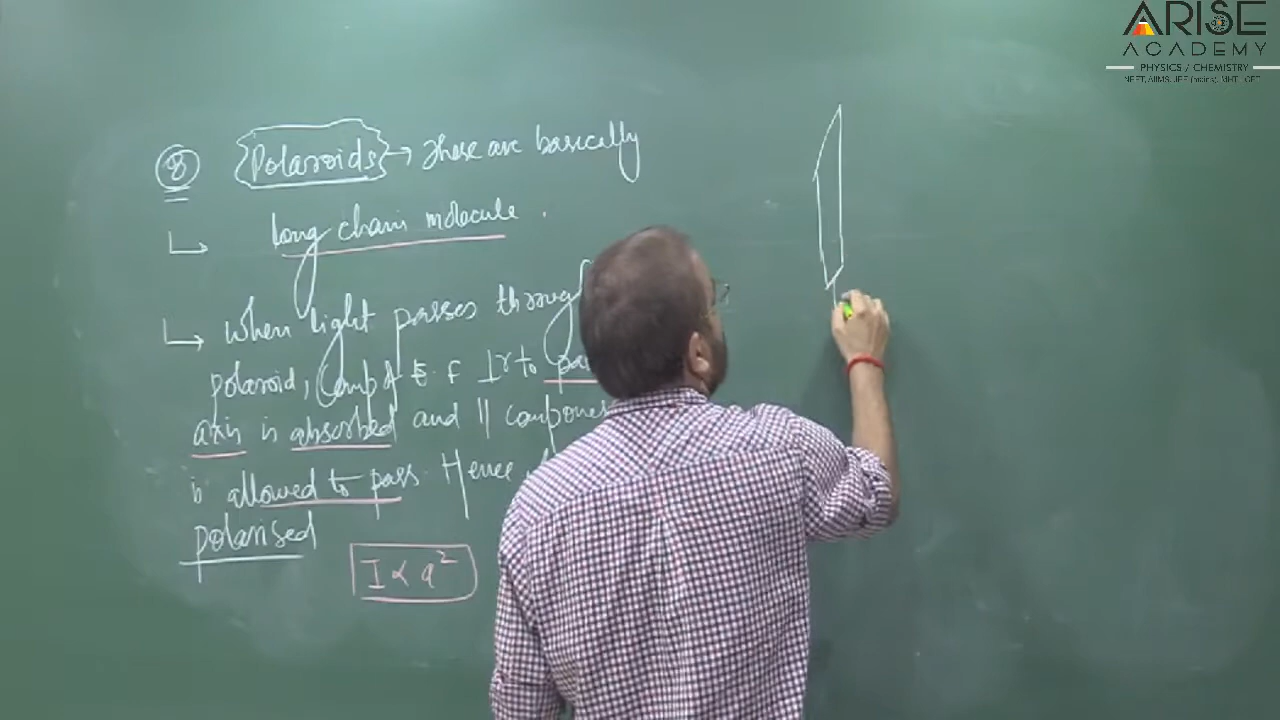 ARISE
ACADEMY
PHYSICS / CHEMISTRY
⑧ Polaroids → These are basically
↳ long chain molecule .
↳ When light passes through
polaroid, Comp of E. F ⊥r to
axis is absorbed and ||
is allowed to pass. Hence
polarised
I ∝ a²